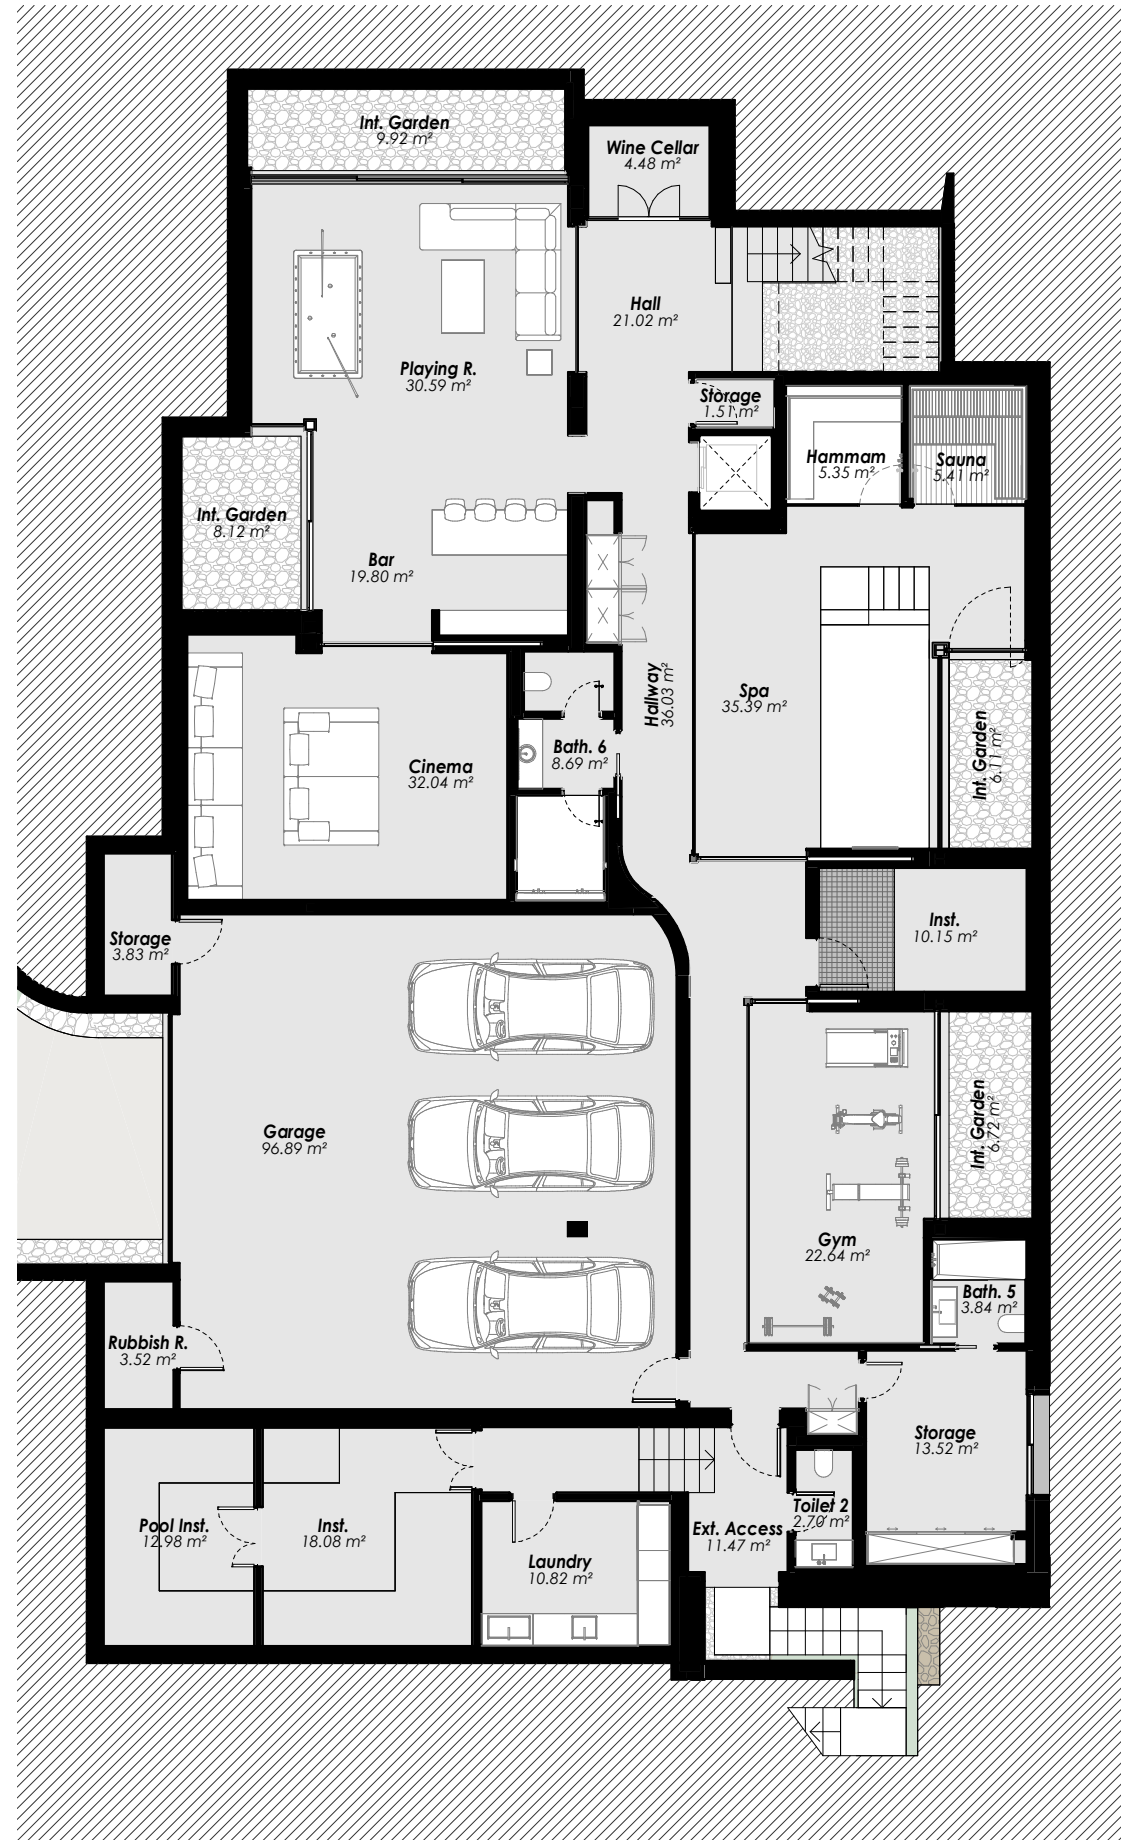 Int. Garden
9.92 m²
Wine Cellar
4.48 m²
Hall
21.02 m²
Playing R.
30.59 m²
Storage
1.51 m²
Hammam
5.35 m²
Sauna
5.41 m²
Int. Garden
8.12 m²
Bar
19.80 m²
Hallway
36.03 m²
Spa
35.39 m²
Int. Garden
6.11 m²
Bath. 6
8.69 m²
Cinema
32.04 m²
Storage
3.83 m²
Inst.
10.15 m²
Garage
96.89 m²
Int. Garden
6.72 m²
Gym
22.64 m²
Bath. 5
3.84 m²
Rubbish R.
3.52 m²
Storage
13.52 m²
Pool Inst.
12.98 m²
Inst.
18.08 m²
Toilet 2
2.70 m²
Ext. Access
11.47 m²
Laundry
10.82 m²